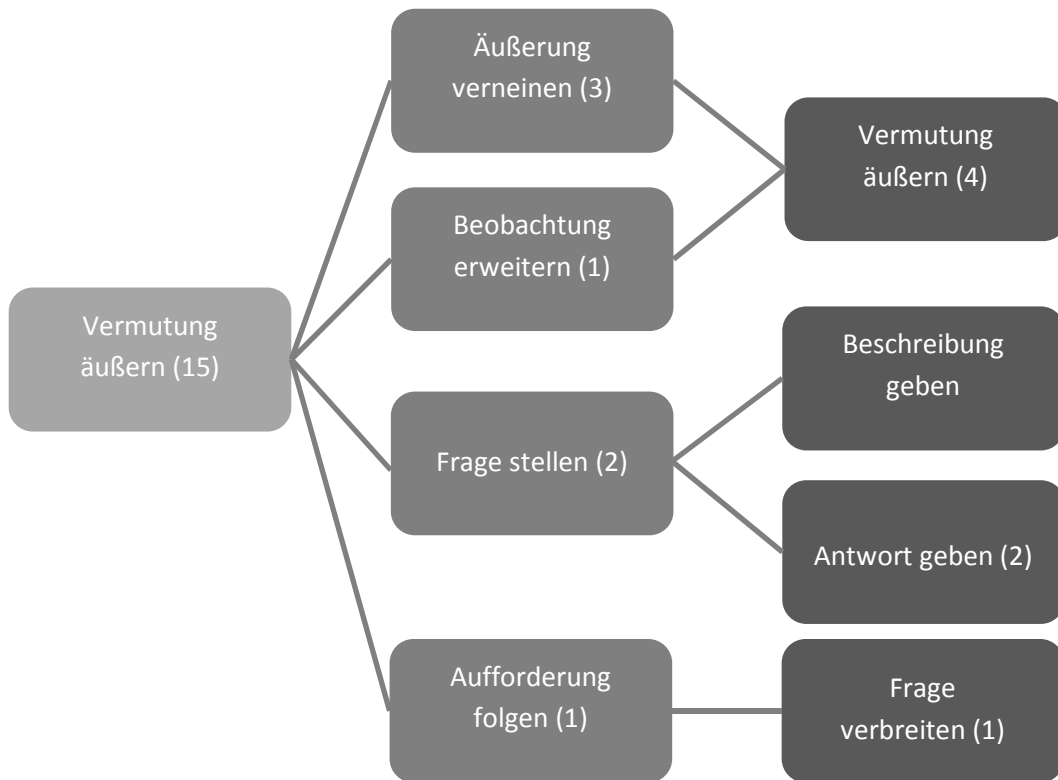 Vermutung
äußern (15)
Äußerung
verneinen (3)
Beobachtung
erweitern (1)
Frage stellen (2)
Aufforderung
folgen (1)
Vermutung
äußern (4)
Beschreibung
geben
Antwort geben (2)
Frage
verbreiten (1)